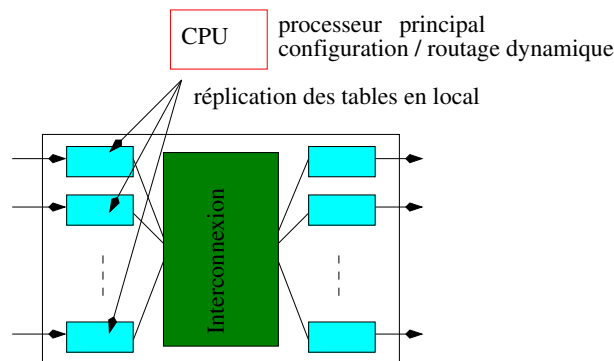 CPU
processeur principal
configuration / routage dynamique
réplication des tables en local
Interconnexion